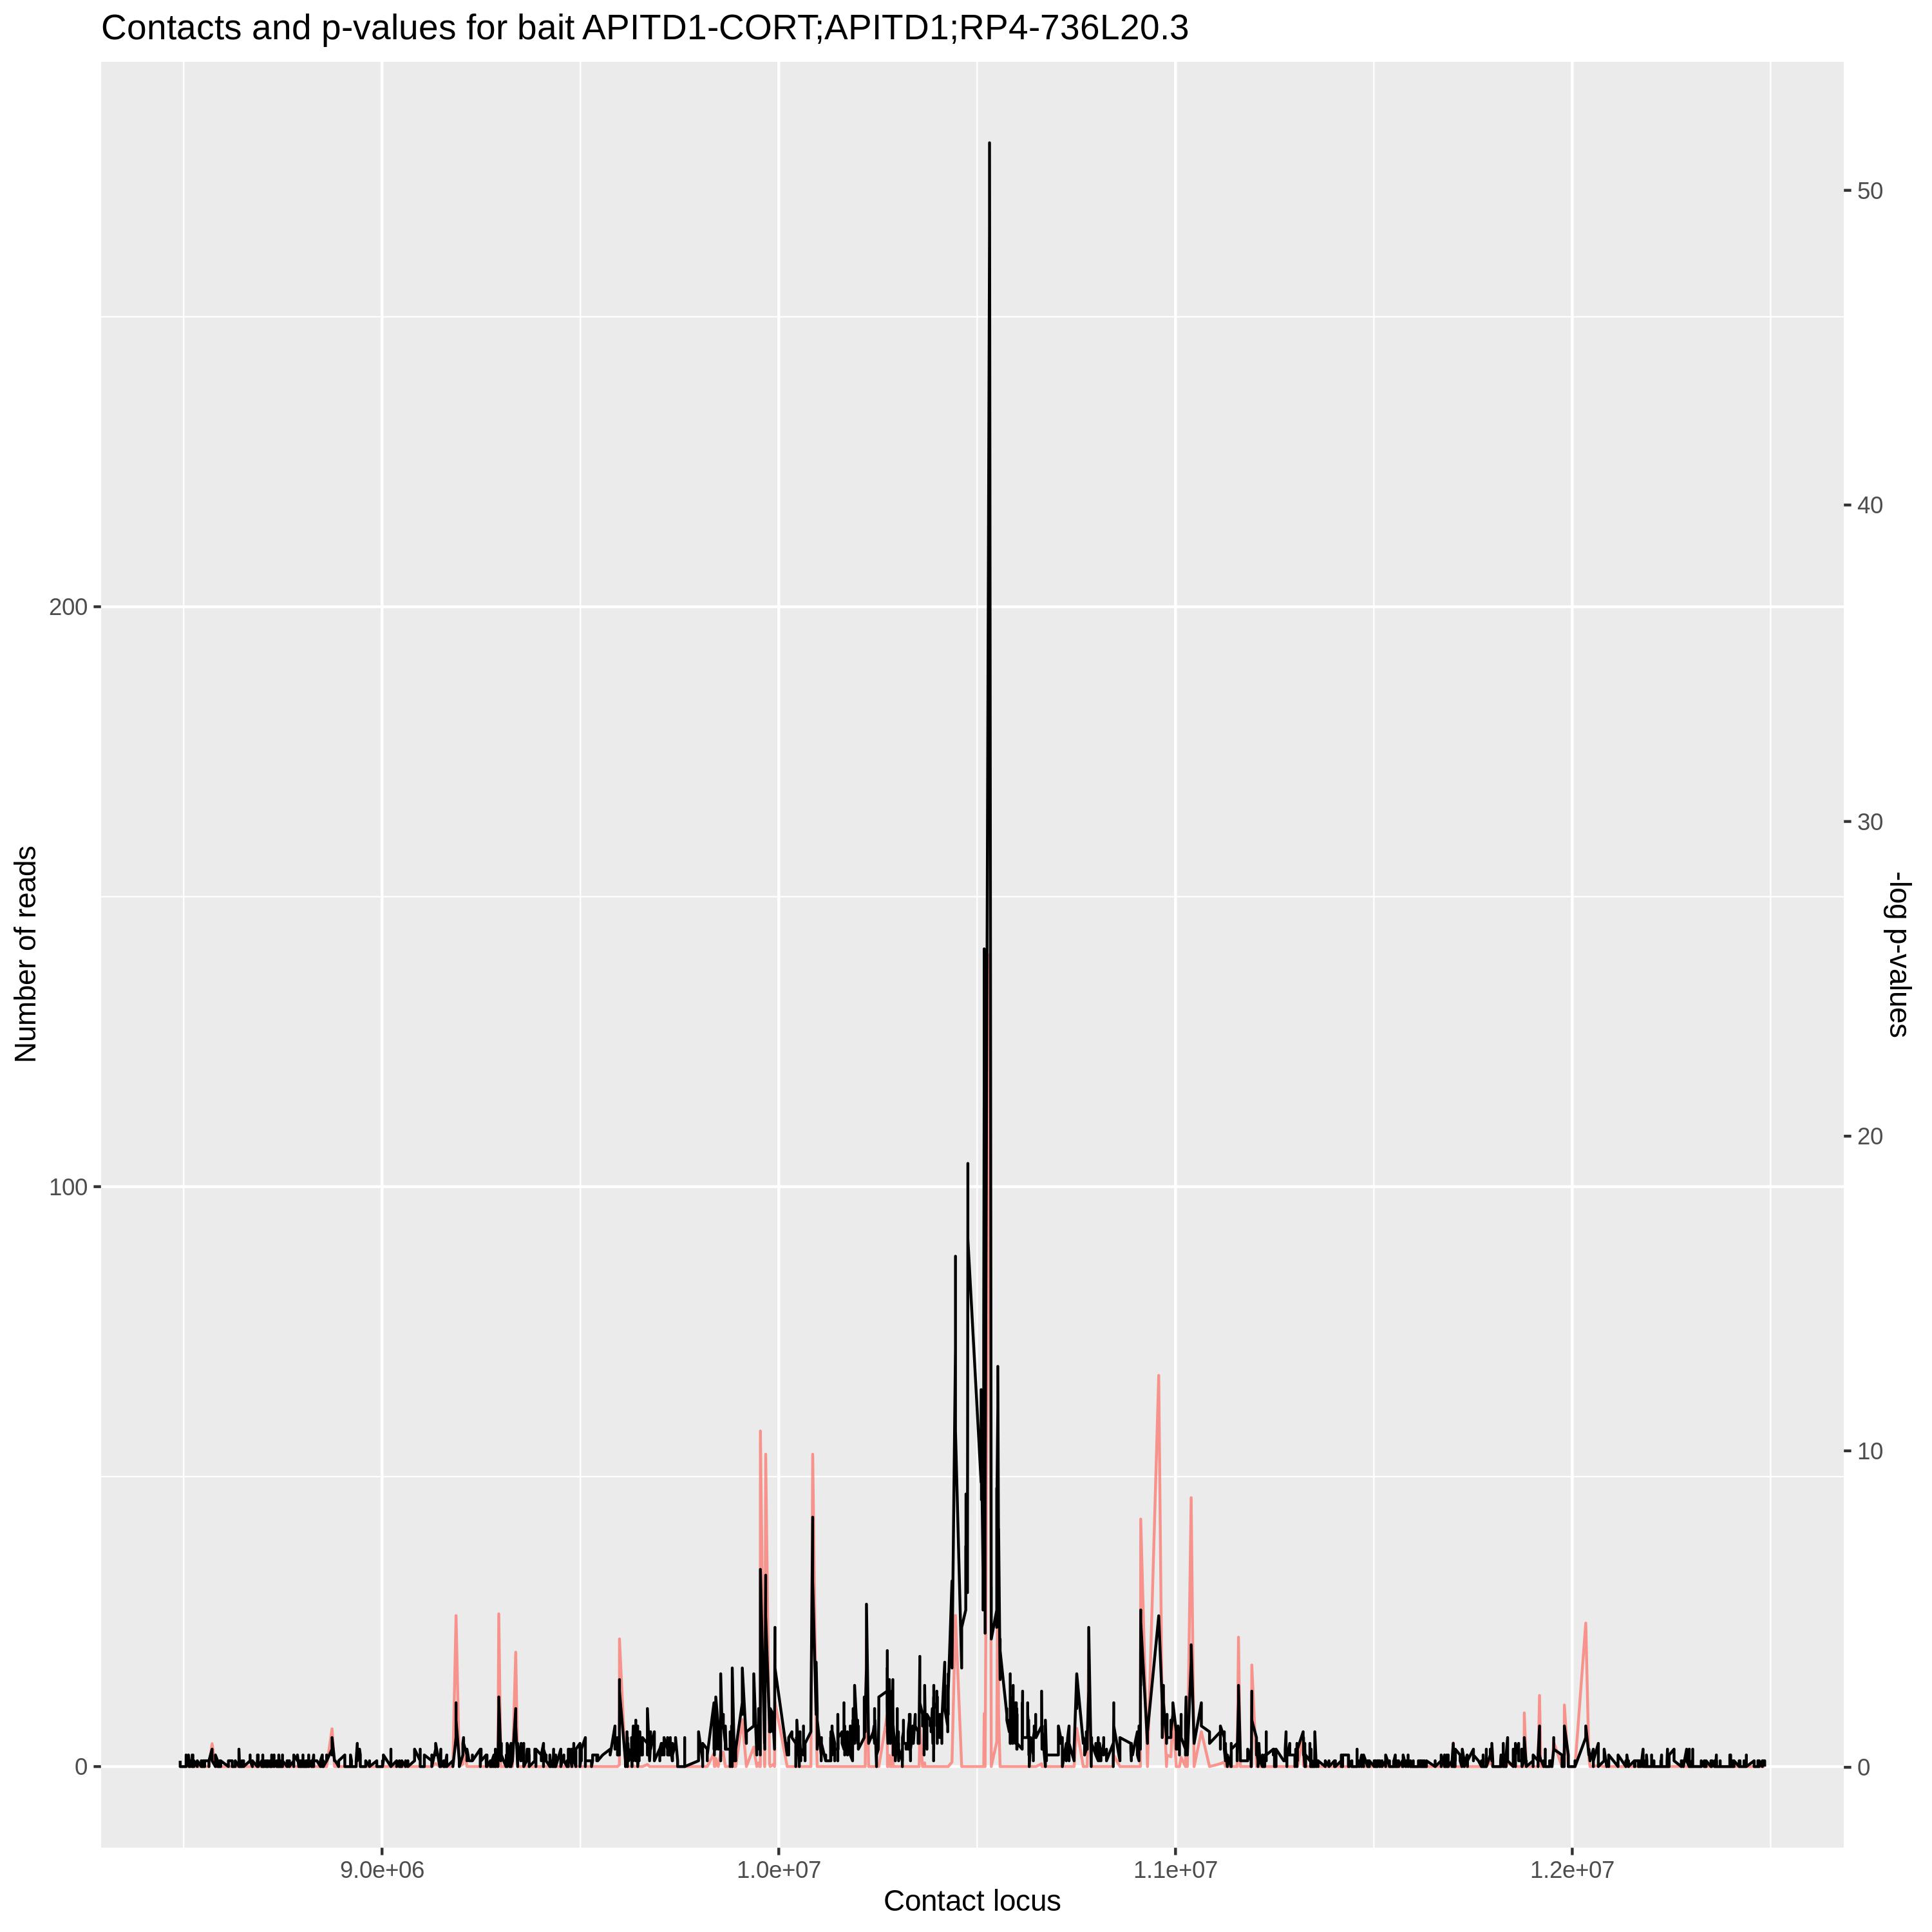 Contacts and p-values for bait APITD1-CORT;APITD1;RP4-736L20.3
50
40
200
30
Number of reads
-log p-values
20
100
10
0
0
9.0e+06
1.0e+07
1.1e+07
1.2e+07
Contact locus